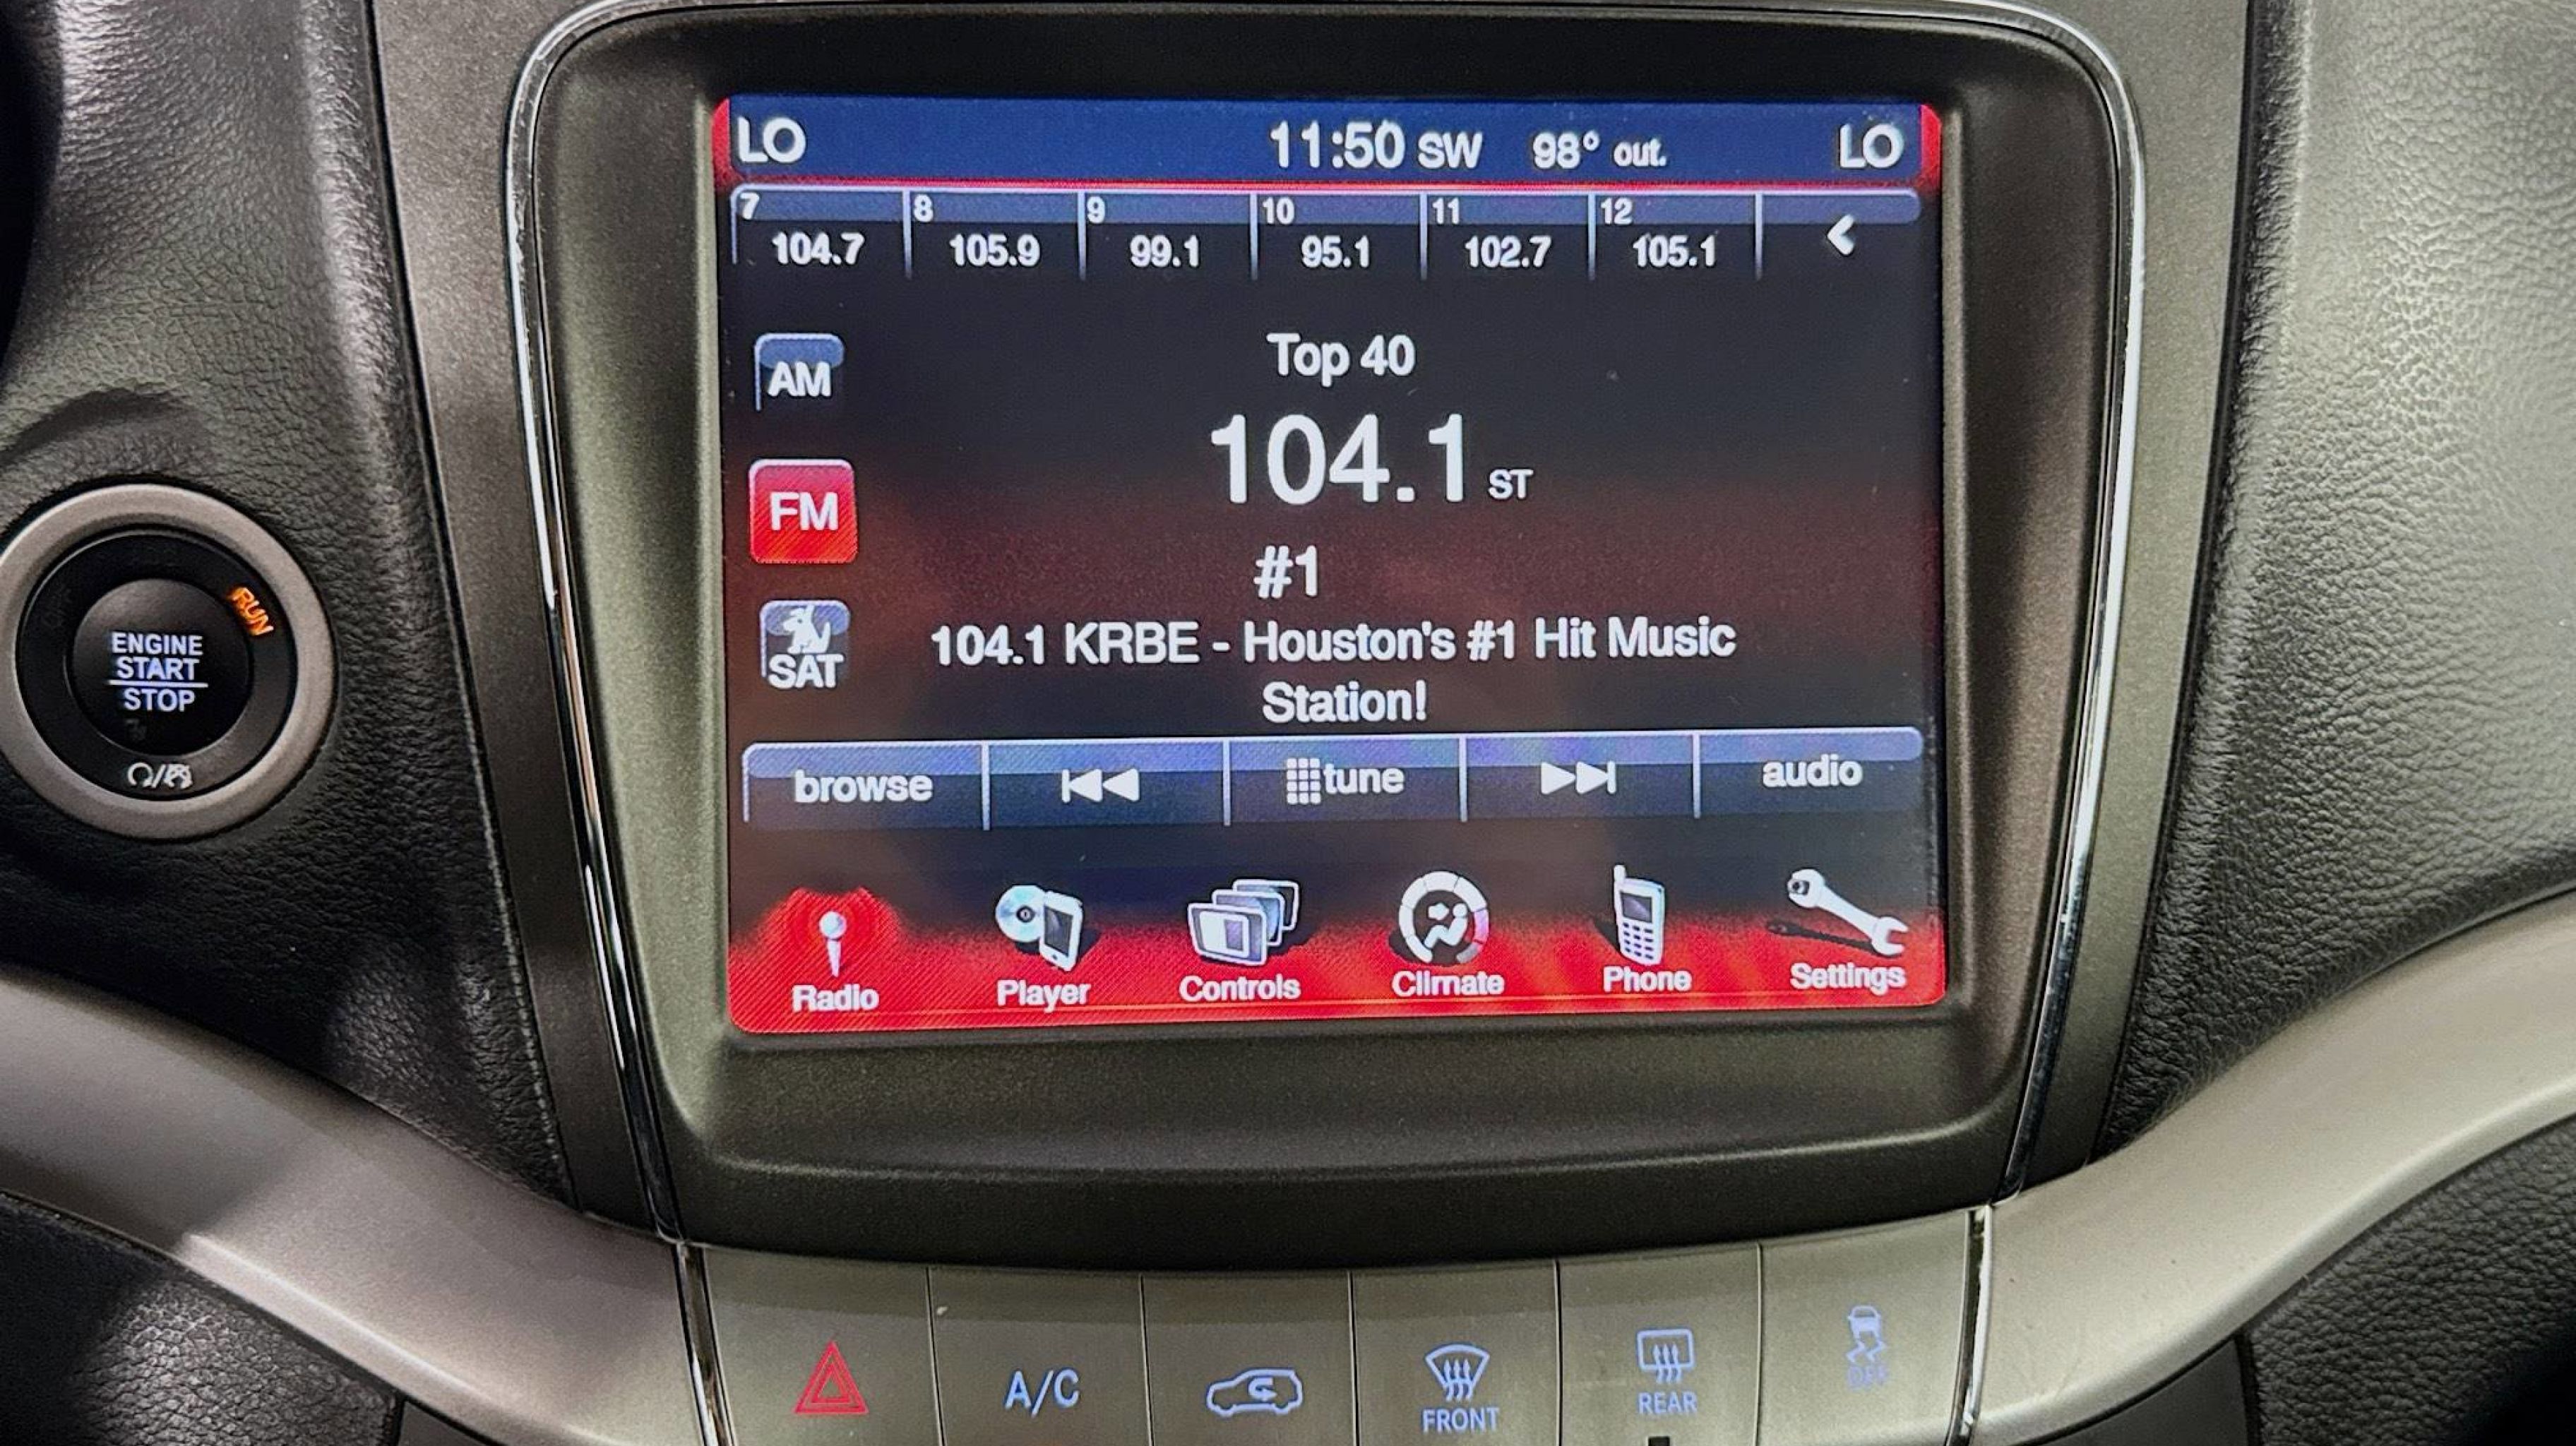 LO 11:50 SW 98° out. LO
7 8 9 10 11 12
104.7 105.9 99.1 95.1 102.7 105.1
AM
Top 40
104.1 ST
FM
#1
SAT
104.1 KRBE - Houston's #1 Hit Music
Station!
browse tune audio
Radio Player Controls Climate Phone Settings
RUN
ENGINE
START
STOP
A/C
FRONT
REAR
OFF